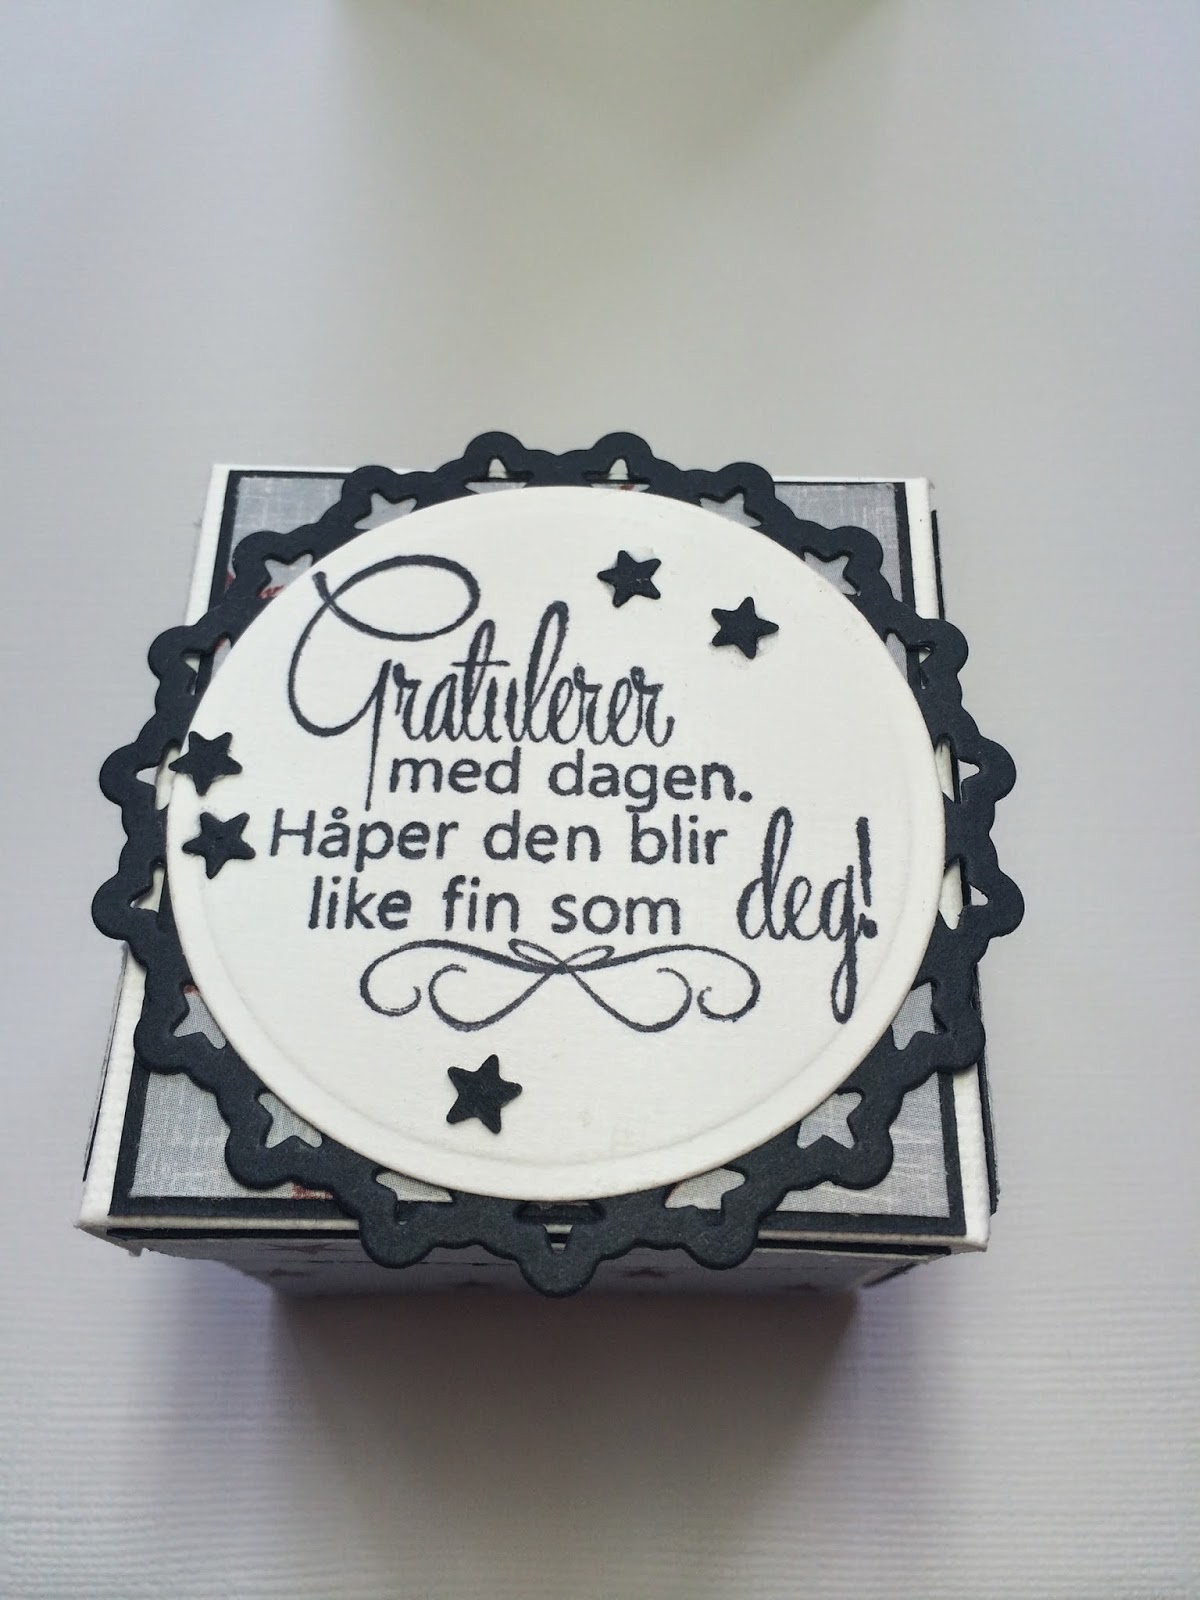 Gratulerer
med dagen.
Håper den blir
like fin som deg!